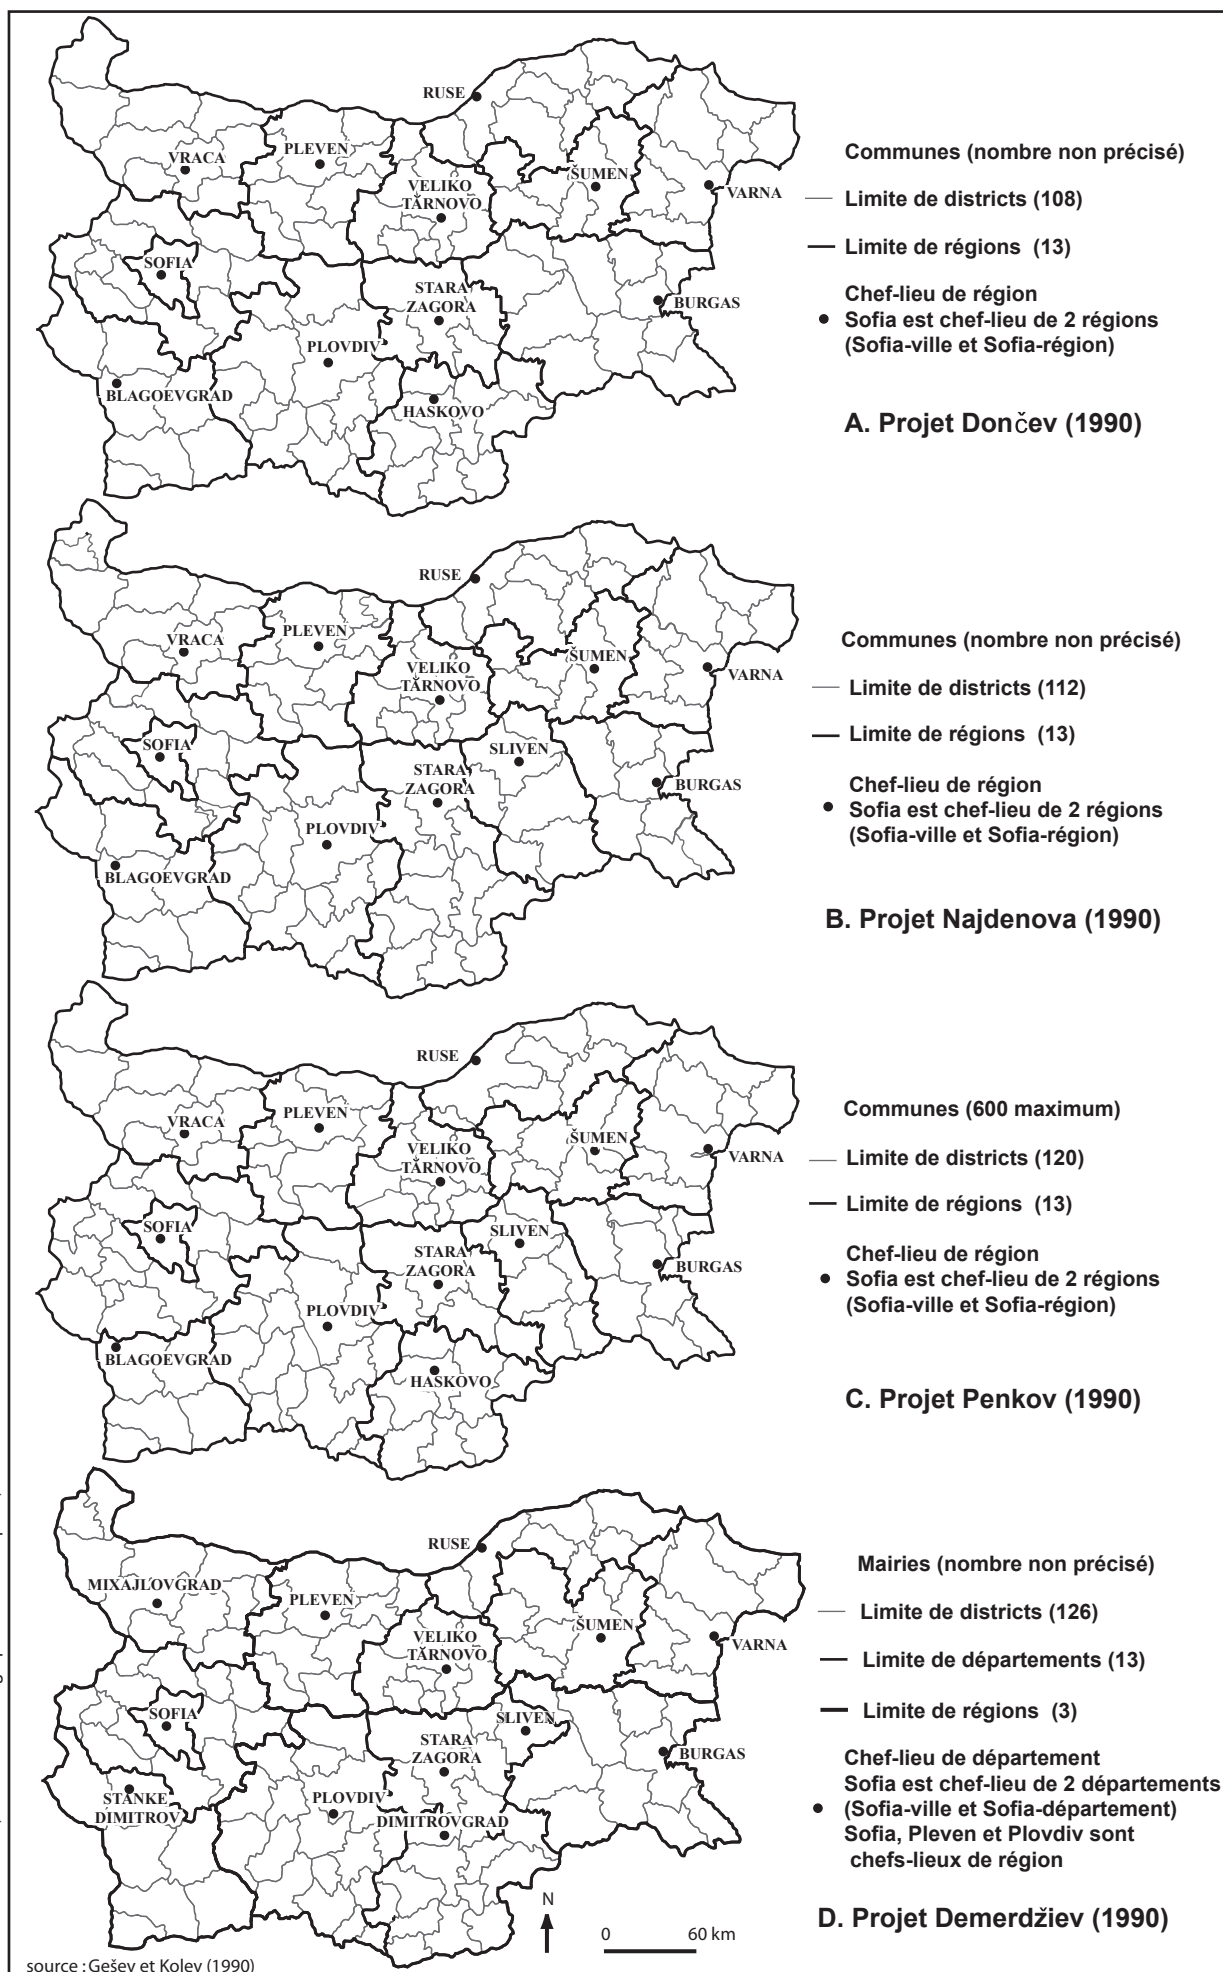 RUSE
VRACA
PLEVEN
VELIKO
TĂRNOVO
ŠUMEN
VARNA
SOFIA
STARA
ZAGORA
BURGAS
PLOVDIV
BLAGOEVGRAD
HASKOVO
Communes (nombre non précisé)
Limite de districts (108)
Limite de régions (13)
Chef-lieu de région
Sofia est chef-lieu de 2 régions
(Sofia-ville et Sofia-région)
A. Projet Dončev (1990)
RUSE
VRACA
PLEVEN
VELIKO
TĂRNOVO
ŠUMEN
VARNA
SOFIA
SLIVEN
STARA
ZAGORA
BURGAS
PLOVDIV
BLAGOEVGRAD
Communes (nombre non précisé)
Limite de districts (112)
Limite de régions (13)
Chef-lieu de région
Sofia est chef-lieu de 2 régions
(Sofia-ville et Sofia-région)
B. Projet Najdenova (1990)
RUSE
VRACA
PLEVEN
VELIKO
TĂRNOVO
ŠUMEN
VARNA
SOFIA
SLIVEN
STARA
ZAGORA
BURGAS
PLOVDIV
BLAGOEVGRAD
HASKOVO
Communes (600 maximum)
Limite de districts (120)
Limite de régions (13)
Chef-lieu de région
Sofia est chef-lieu de 2 régions
(Sofia-ville et Sofia-région)
C. Projet Penkov (1990)
RUSE
MIXAJLOVGRAD
PLEVEN
VELIKO
TĂRNOVO
ŠUMEN
VARNA
SOFIA
SLIVEN
STARA
ZAGORA
BURGAS
STANKE
DIMITROV
PLOVDIV
DIMITROVGRAD
Mairies (nombre non précisé)
Limite de districts (126)
Limite de départements (13)
Limite de régions (3)
Chef-lieu de département
Sofia est chef-lieu de 2 départements
(Sofia-ville et Sofia-département)
Sofia, Pleven et Plovdiv sont
chefs-lieux de région
D. Projet Demerdžiev (1990)
N
0 60 km
source : Gešev et Kolev (1990)